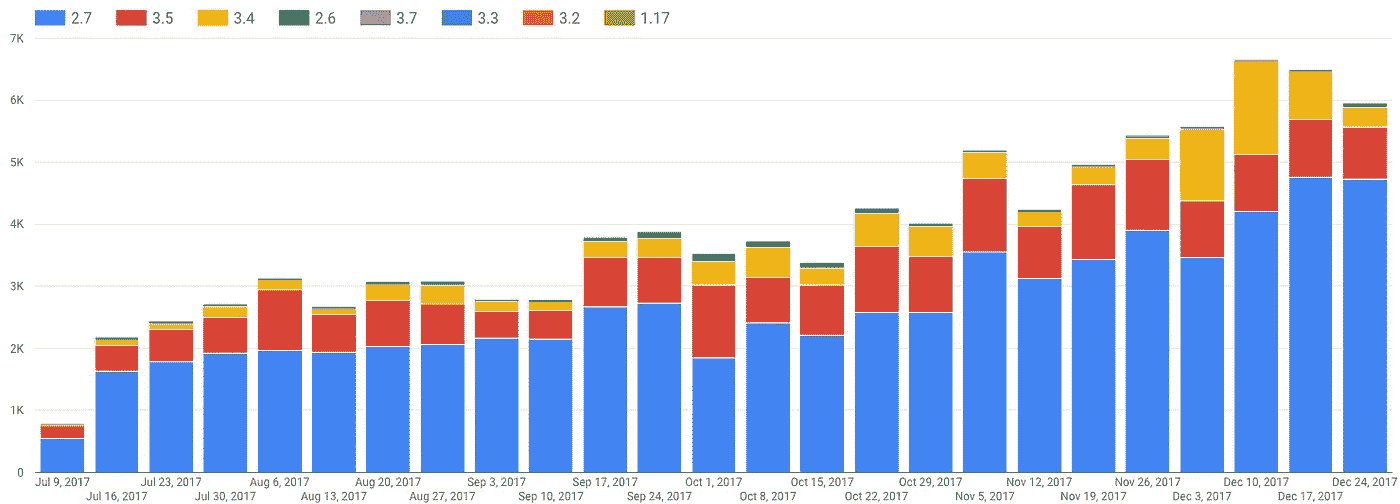 2.7 3.5 3.4 2.6 3.7 3.3 3.2 1.17
7K
6K
5K
4K
3K
2K
1K
0
Jul 9, 2017 Jul 23, 2017 Aug 6, 2017 Aug 20, 2017 Sep 3, 2017 Sep 17, 2017 Oct 1, 2017 Oct 15, 2017 Oct 29, 2017 Nov 12, 2017 Nov 26, 2017 Dec 10, 2017 Dec 24, 201
Jul 16, 2017 Jul 30, 2017 Aug 13, 2017 Aug 27, 2017 Sep 10, 2017 Sep 24, 2017 Oct 8, 2017 Oct 22, 2017 Nov 5, 2017 Nov 19, 2017 Dec 3, 2017 Dec 17, 2017